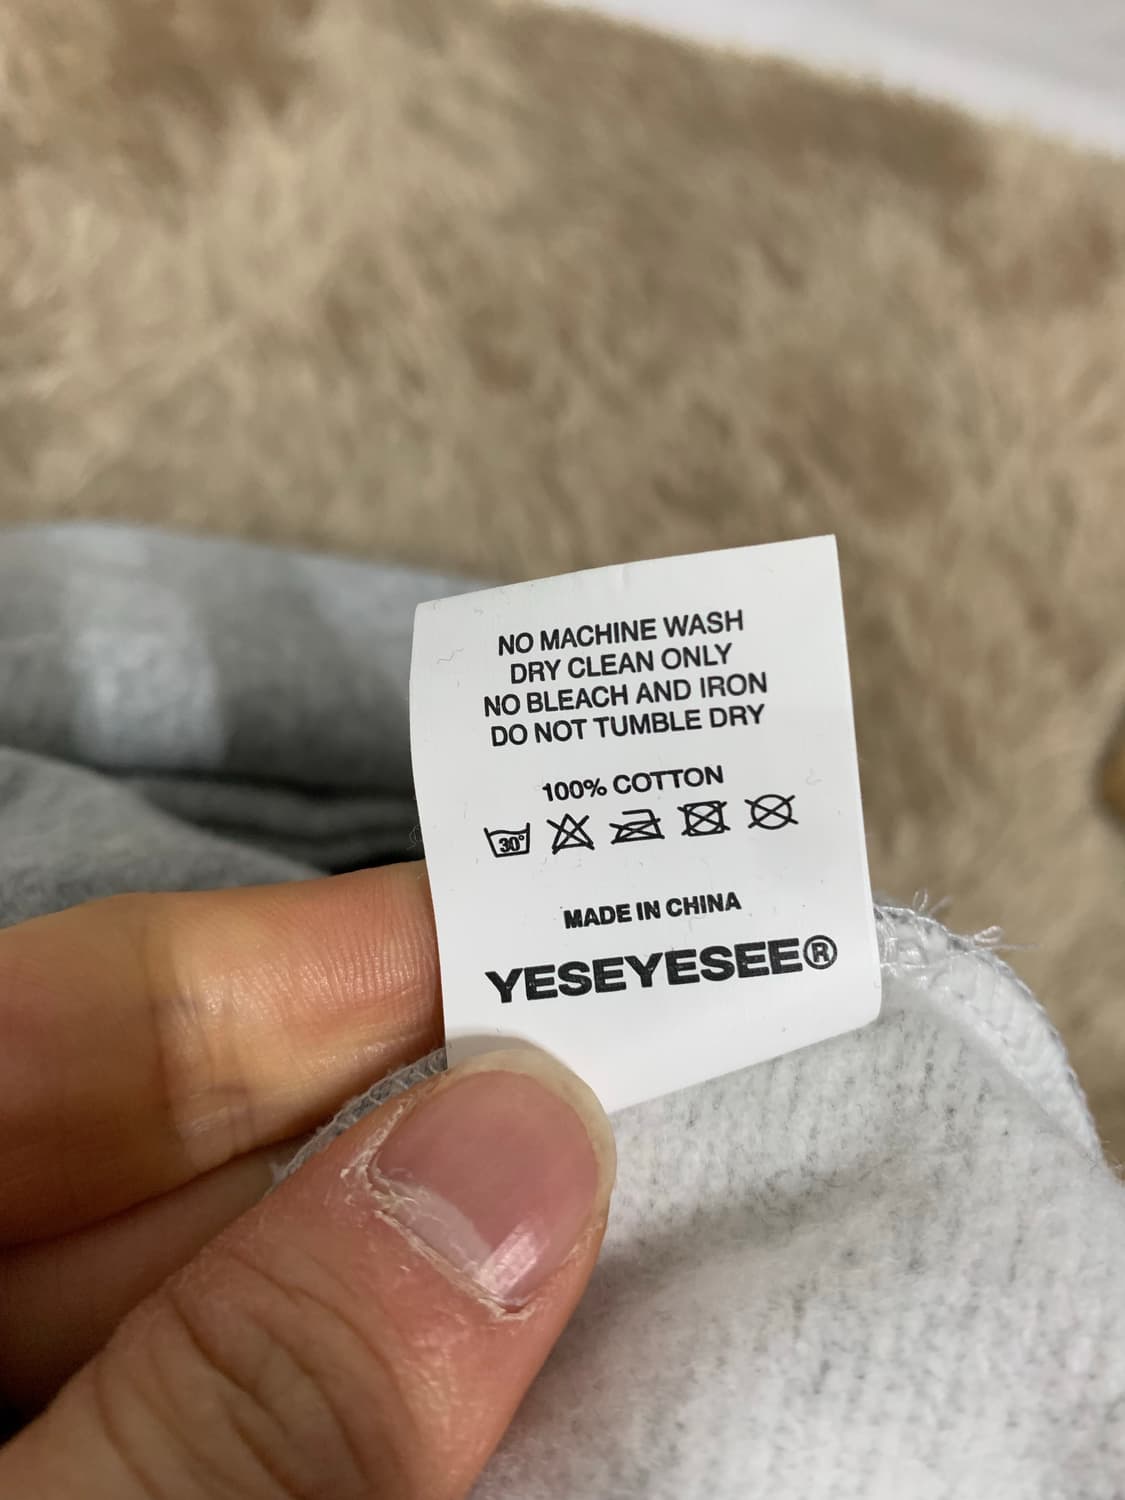 NO MACHINE WASH
DRY CLEAN ONLY
NO BLEACH AND IRON
DO NOT TUMBLE DRY
100% COTTON
30°
MADE IN CHINA
YESEYESEE®